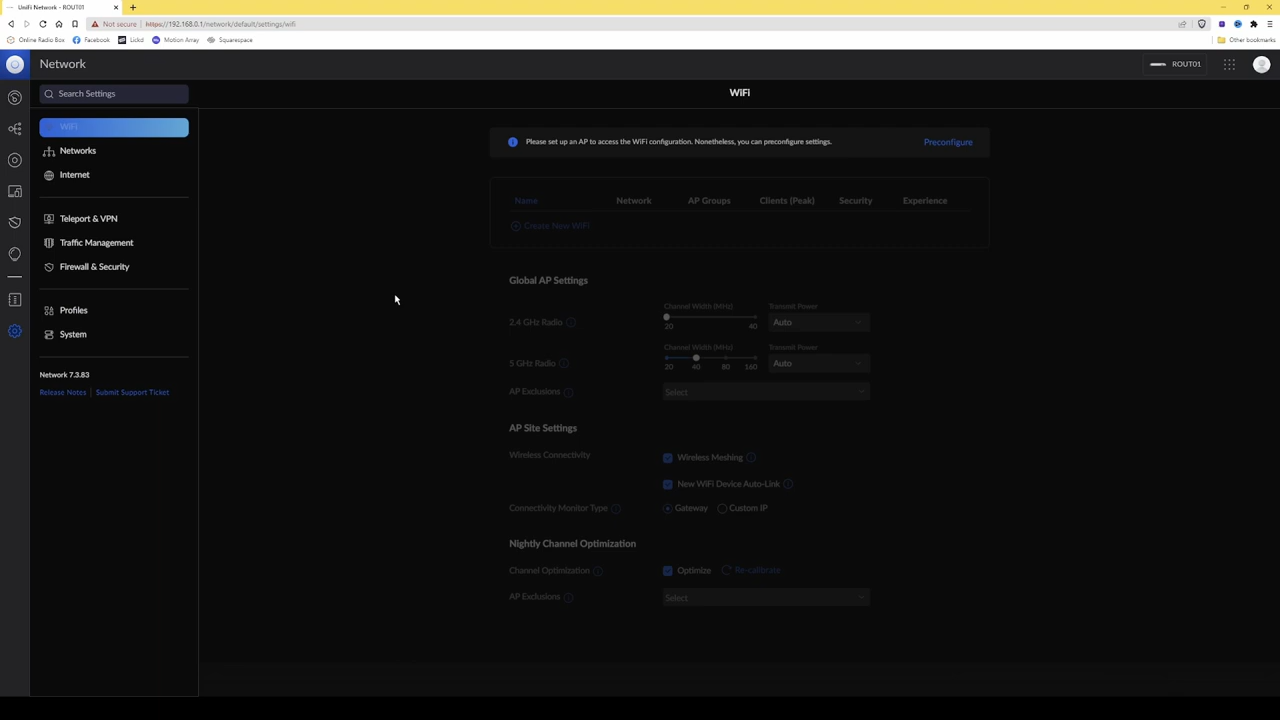 UniFi Network - ROUT01
Not secure https://192.168.0.1/network/default/settings/wifi
Online Radio Box Facebook Lickd Motion Array Squarespace Other bookmarks
Network ROUT01
Search Settings
WiFi
WiFi
Networks
Internet
Teleport & VPN
Traffic Management
Firewall & Security
Profiles
System
Network 7.3.83
Release Notes | Submit Support Ticket
Please set up an AP to access the WiFi configuration. Nonetheless, you can preconfigure settings. Preconfigure
Name Network AP Groups Clients [Peak] Security Experience
Create New WiFi
Global AP Settings
Channel Width (MHz) Transmit Power
2.4 GHz Radio Auto
20 40
Channel Width (MHz) Transmit Power
5 GHz Radio Auto
20 40 80 160
AP Exclusions Select
AP Site Settings
Wireless Connectivity Wireless Meshing
New WiFi Device Auto-Link
Connectivity Monitor Type Gateway Custom IP
Nightly Channel Optimization
Channel Optimization Optimize Re-calibrate
AP Exclusions Select